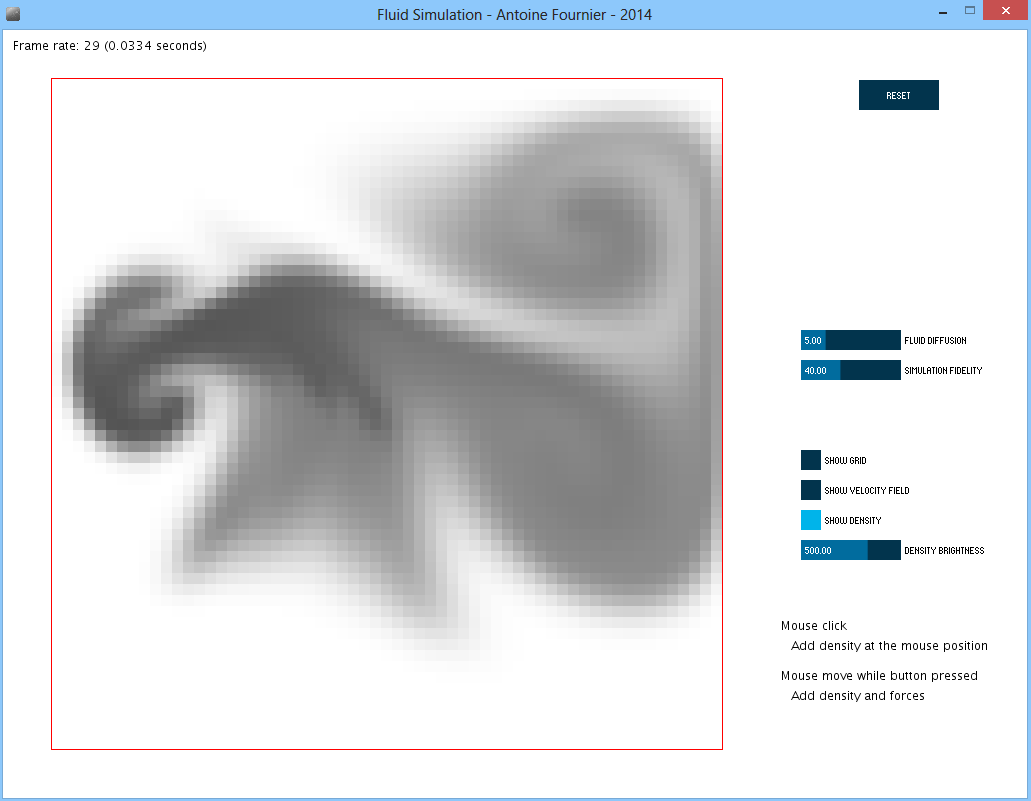 Fluid Simulation - Antoine Fournier - 2014
Frame rate: 29 (0.0334 seconds)
RESET
5.00 FLUID DIFFUSION
40.00 SIMULATION FIDELITY
SHOW GRID
SHOW VELOCITY FIELD
SHOW DENSITY
500.00 DENSITY BRIGHTNESS
Mouse click
Add density at the mouse position
Mouse move while button pressed
Add density and forces